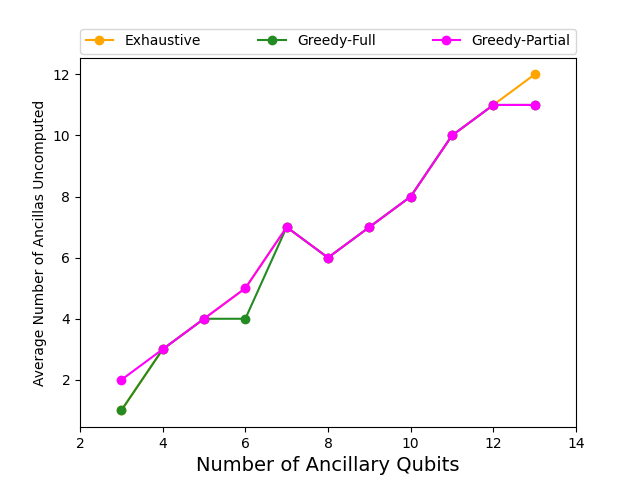 Exhaustive Greedy-Full Greedy-Partial
Average Number of Ancillas Uncomputed
12
10
8
6
4
2
2 4 6 8 10 12 14
Number of Ancillary Qubits